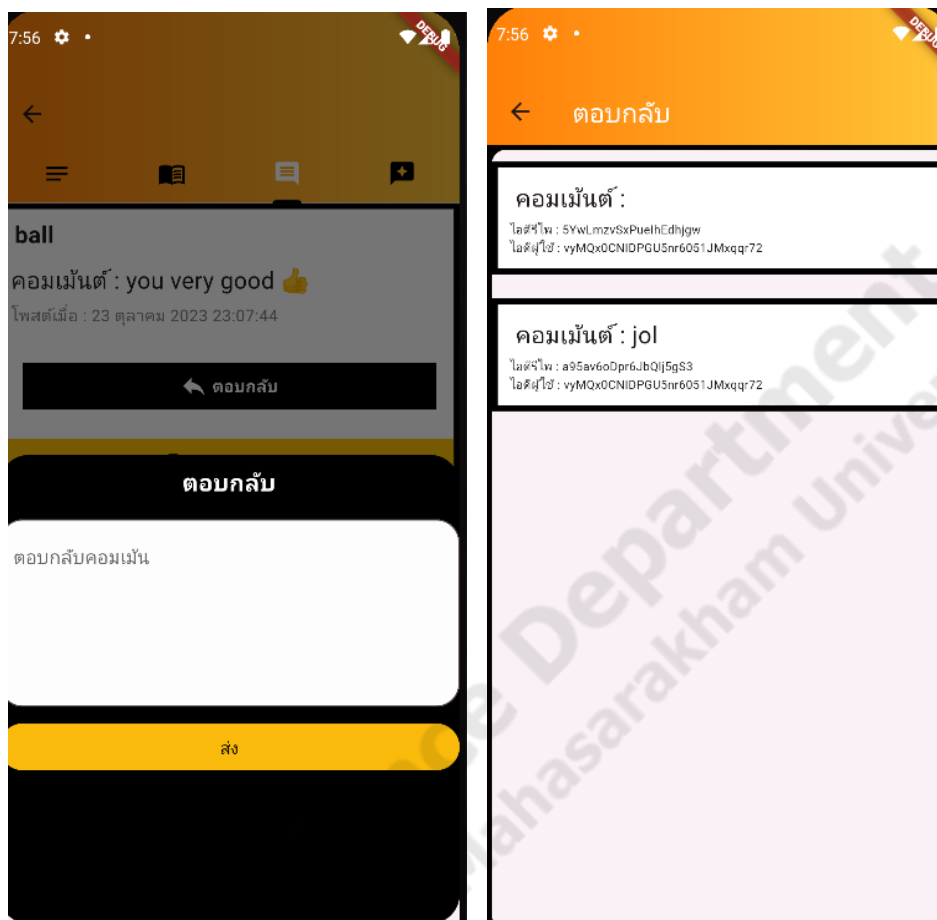 7:56
DEBUG
ball
คอมเม้นต์ : you very good 👍
โพสต์เมื่อ : 23 ตุลาคม 2023 23:07:44
ตอบกลับ
ตอบกลับ
ตอบกลับคอมเม้น
ส่ง
7:56
DEBUG
ตอบกลับ
คอมเม้นต์ :
ไอดีรีไพ : 5YwLmzvSxPuelhEdhjgw
ไอดีผู้ใช้ : vyMQx0CNIDPGU5nr6051JMxqqr72
คอมเม้นต์ : jol
ไอดีรีไพ : a95av6oDpr6JbQlj5gS3
ไอดีผู้ใช้ : vyMQx0CNIDPGU5nr6051JMxqqr72
Department
Mahasarakham